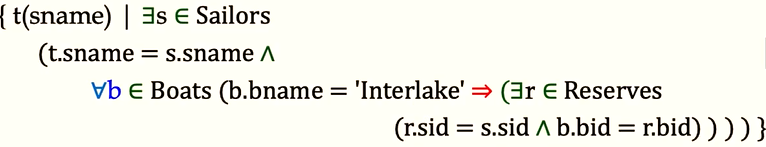 { t(sname) | ∃s ∈ Sailors
(t.sname = s.sname ∧
∀b ∈ Boats (b.bname = 'Interlake' ⇒ (∃r ∈ Reserves
(r.sid = s.sid ∧ b.bid = r.bid) ) ) ) }